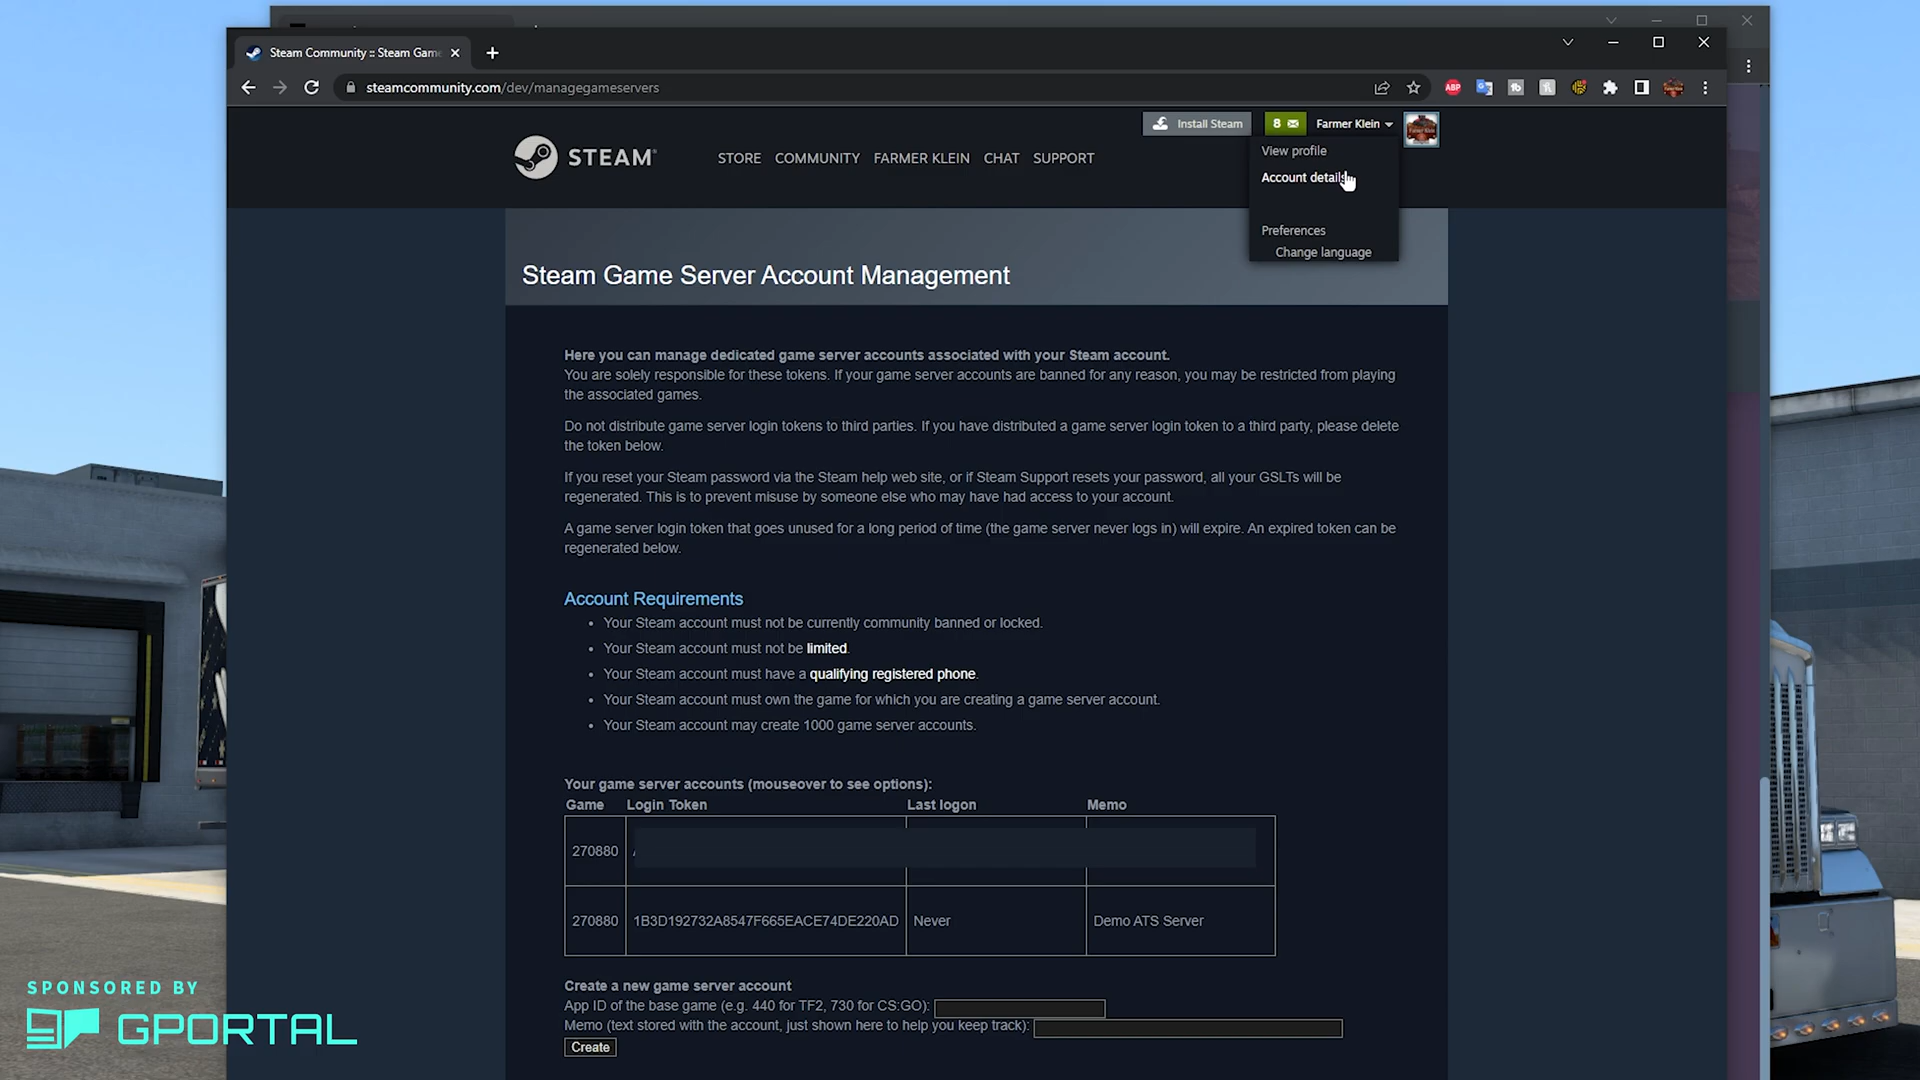 Steam Community :: Steam Gam
steamcommunity.com/dev/managegameservers
ABP
Install Steam
8
Farmer Klein
View profile
Account details
Preferences
Change language
STEAM
STORE COMMUNITY FARMER KLEIN CHAT SUPPORT
Steam Game Server Account Management
Here you can manage dedicated game server accounts associated with your Steam account.
You are solely responsible for these tokens. If your game server accounts are banned for any reason, you may be restricted from playing
the associated games.
Do not distribute game server login tokens to third parties. If you have distributed a game server login token to a third party, please delete
the token below.
If you reset your Steam password via the Steam help web site, or if Steam Support resets your password, all your GSLTs will be
regenerated. This is to prevent misuse by someone else who may have had access to your account.
A game server login token that goes unused for a long period of time (the game server never logs in) will expire. An expired token can be
regenerated below.
Account Requirements
• Your Steam account must not be currently community banned or locked.
• Your Steam account must not be limited.
• Your Steam account must have a qualifying registered phone.
• Your Steam account must own the game for which you are creating a game server account.
• Your Steam account may create 1000 game server accounts.
Your game server accounts (mouseover to see options):
Game Login Token Last logon Memo
270880
270880 1B3D192732A8547F665EACE74DE220AD Never Demo ATS Server
Create a new game server account
App ID of the base game (e.g. 440 for TF2, 730 for CS:GO):
Memo (text stored with the account, just shown here to help you keep track):
Create
SPONSORED BY
GPORTAL